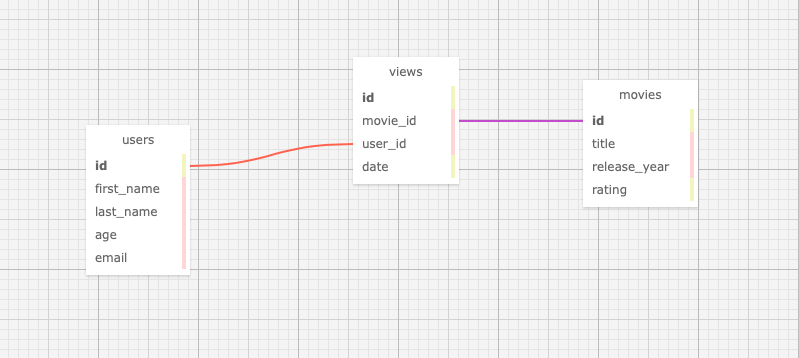 users
id
first_name
last_name
age
email
views
id
movie_id
user_id
date
movies
id
title
release_year
rating